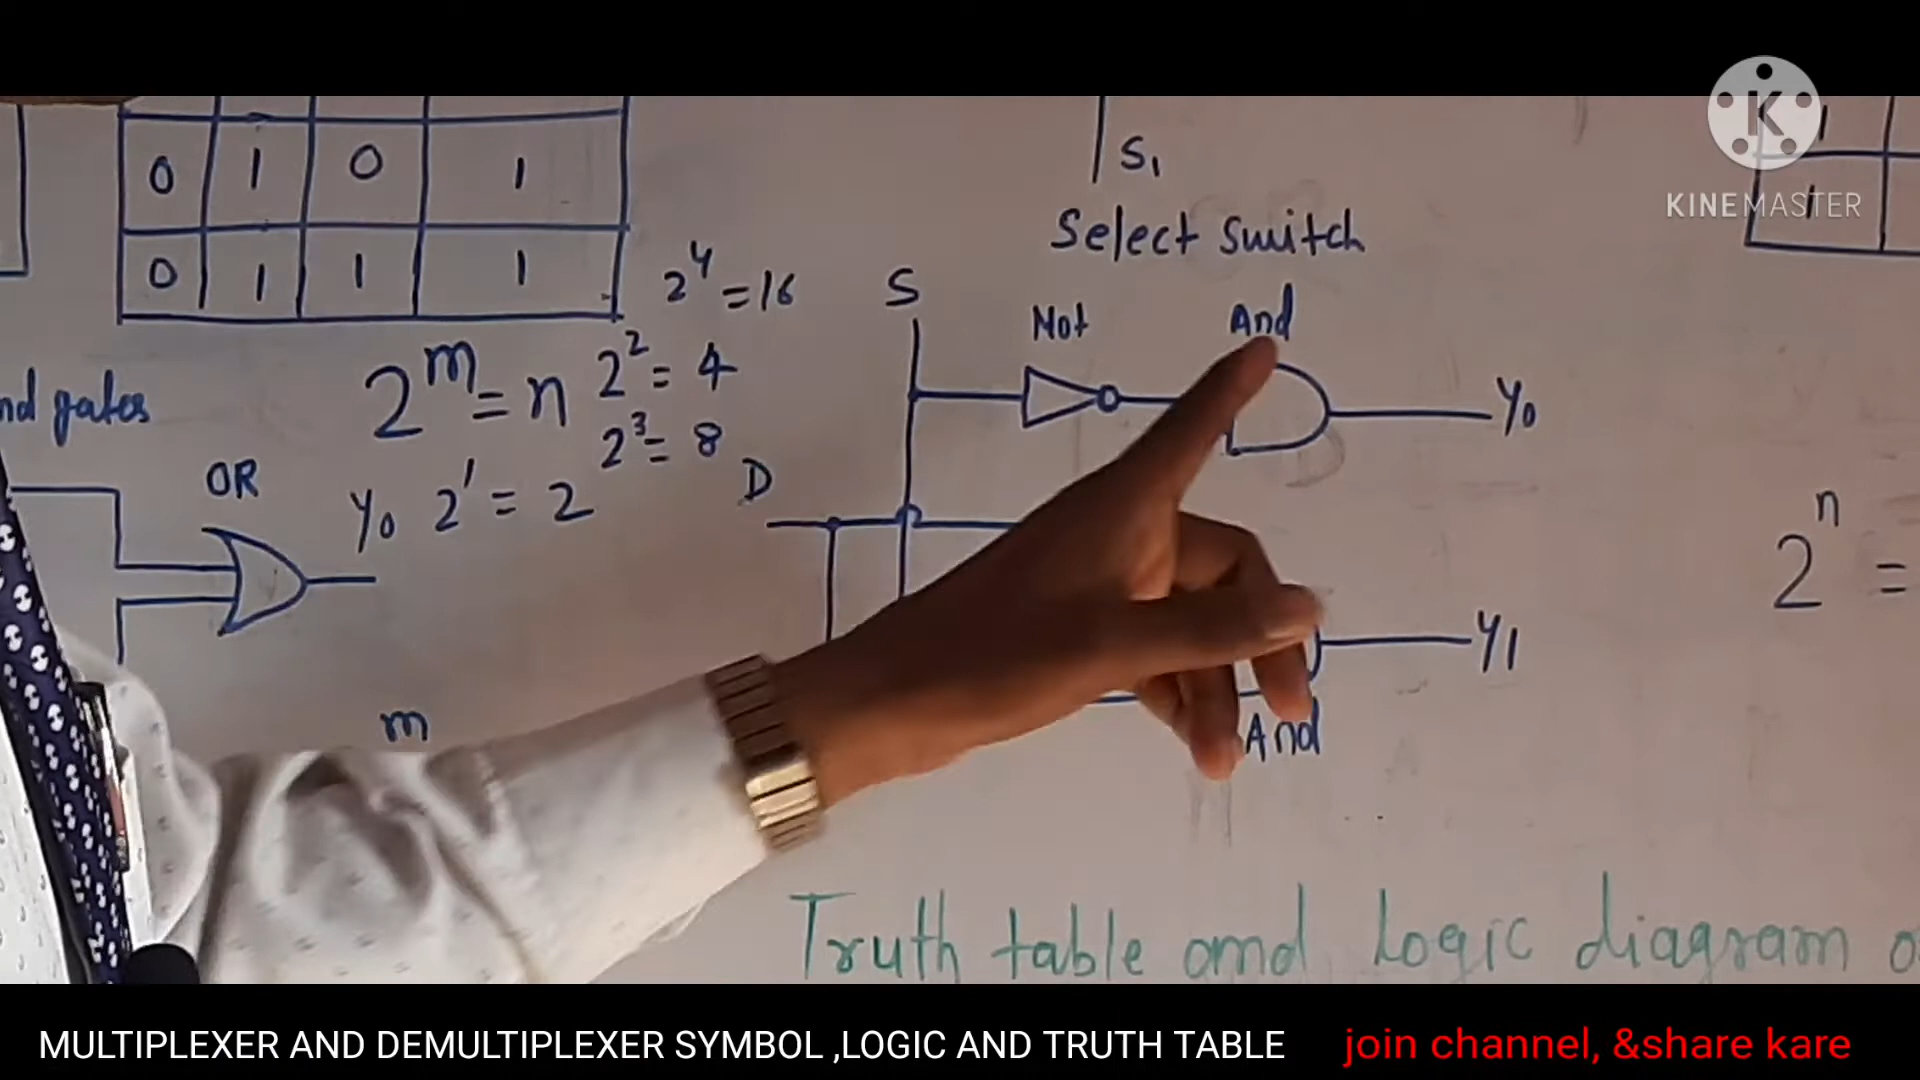 S₁
Select Switch
0 1 0 1
0 1 1 1
2⁴ = 16
S
Not
And
2ᵐ = n
2² = 4
Y₀
gates
2³ = 8
OR
D
Y₀
2¹ = 2
2ⁿ =
Y₁
m
And
Truth table and Logic diagram
K
KINEMASTER
1
1
MULTIPLEXER AND DEMULTIPLEXER SYMBOL ,LOGIC AND TRUTH TABLE
join channel, &share kare